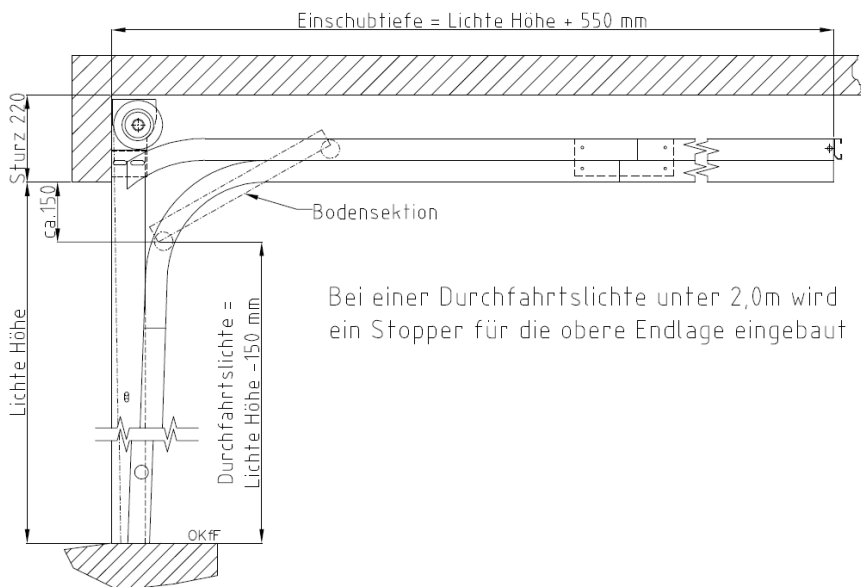 Einschubtiefe = Lichte Höhe + 550 mm
Sturz 220
ca.150
Bodensektion
Lichte Höhe
Durchfahrtslichte =
Lichte Höhe -150 mm
Bei einer Durchfahrtslichte unter 2,0m wird
ein Stopper für die obere Endlage eingebaut
OKfF